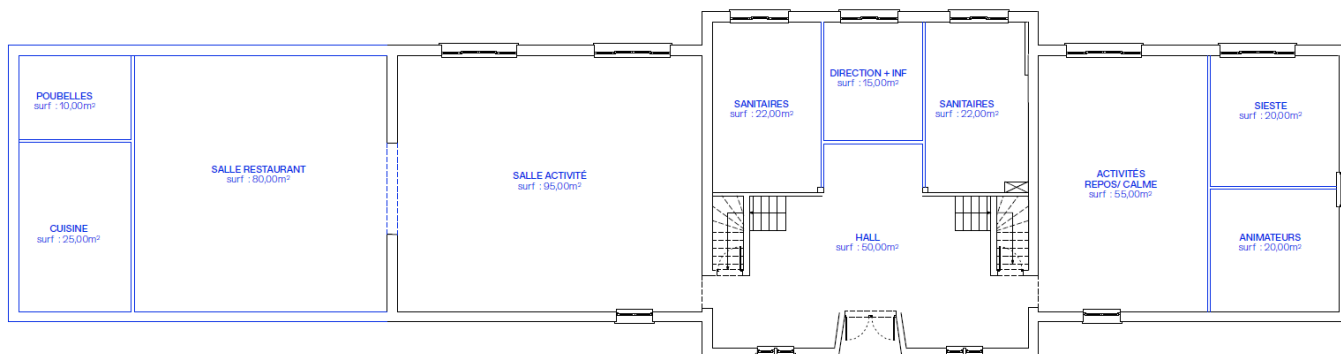 POUBELLES
surf : 10,00m²
SALLE RESTAURANT
surf : 80,00m²
CUISINE
surf : 25,00m²
SALLE ACTIVITÉ
surf : 95,00m²
SANITAIRES
surf : 22,00m²
DIRECTION + INF
surf : 15,00m²
SANITAIRES
surf : 22,00m²
HALL
surf : 50,00m²
ACTIVITÉS
REPOS/ CALME
surf : 55,00m²
SIESTE
surf : 20,00m²
ANIMATEURS
surf : 20,00m²